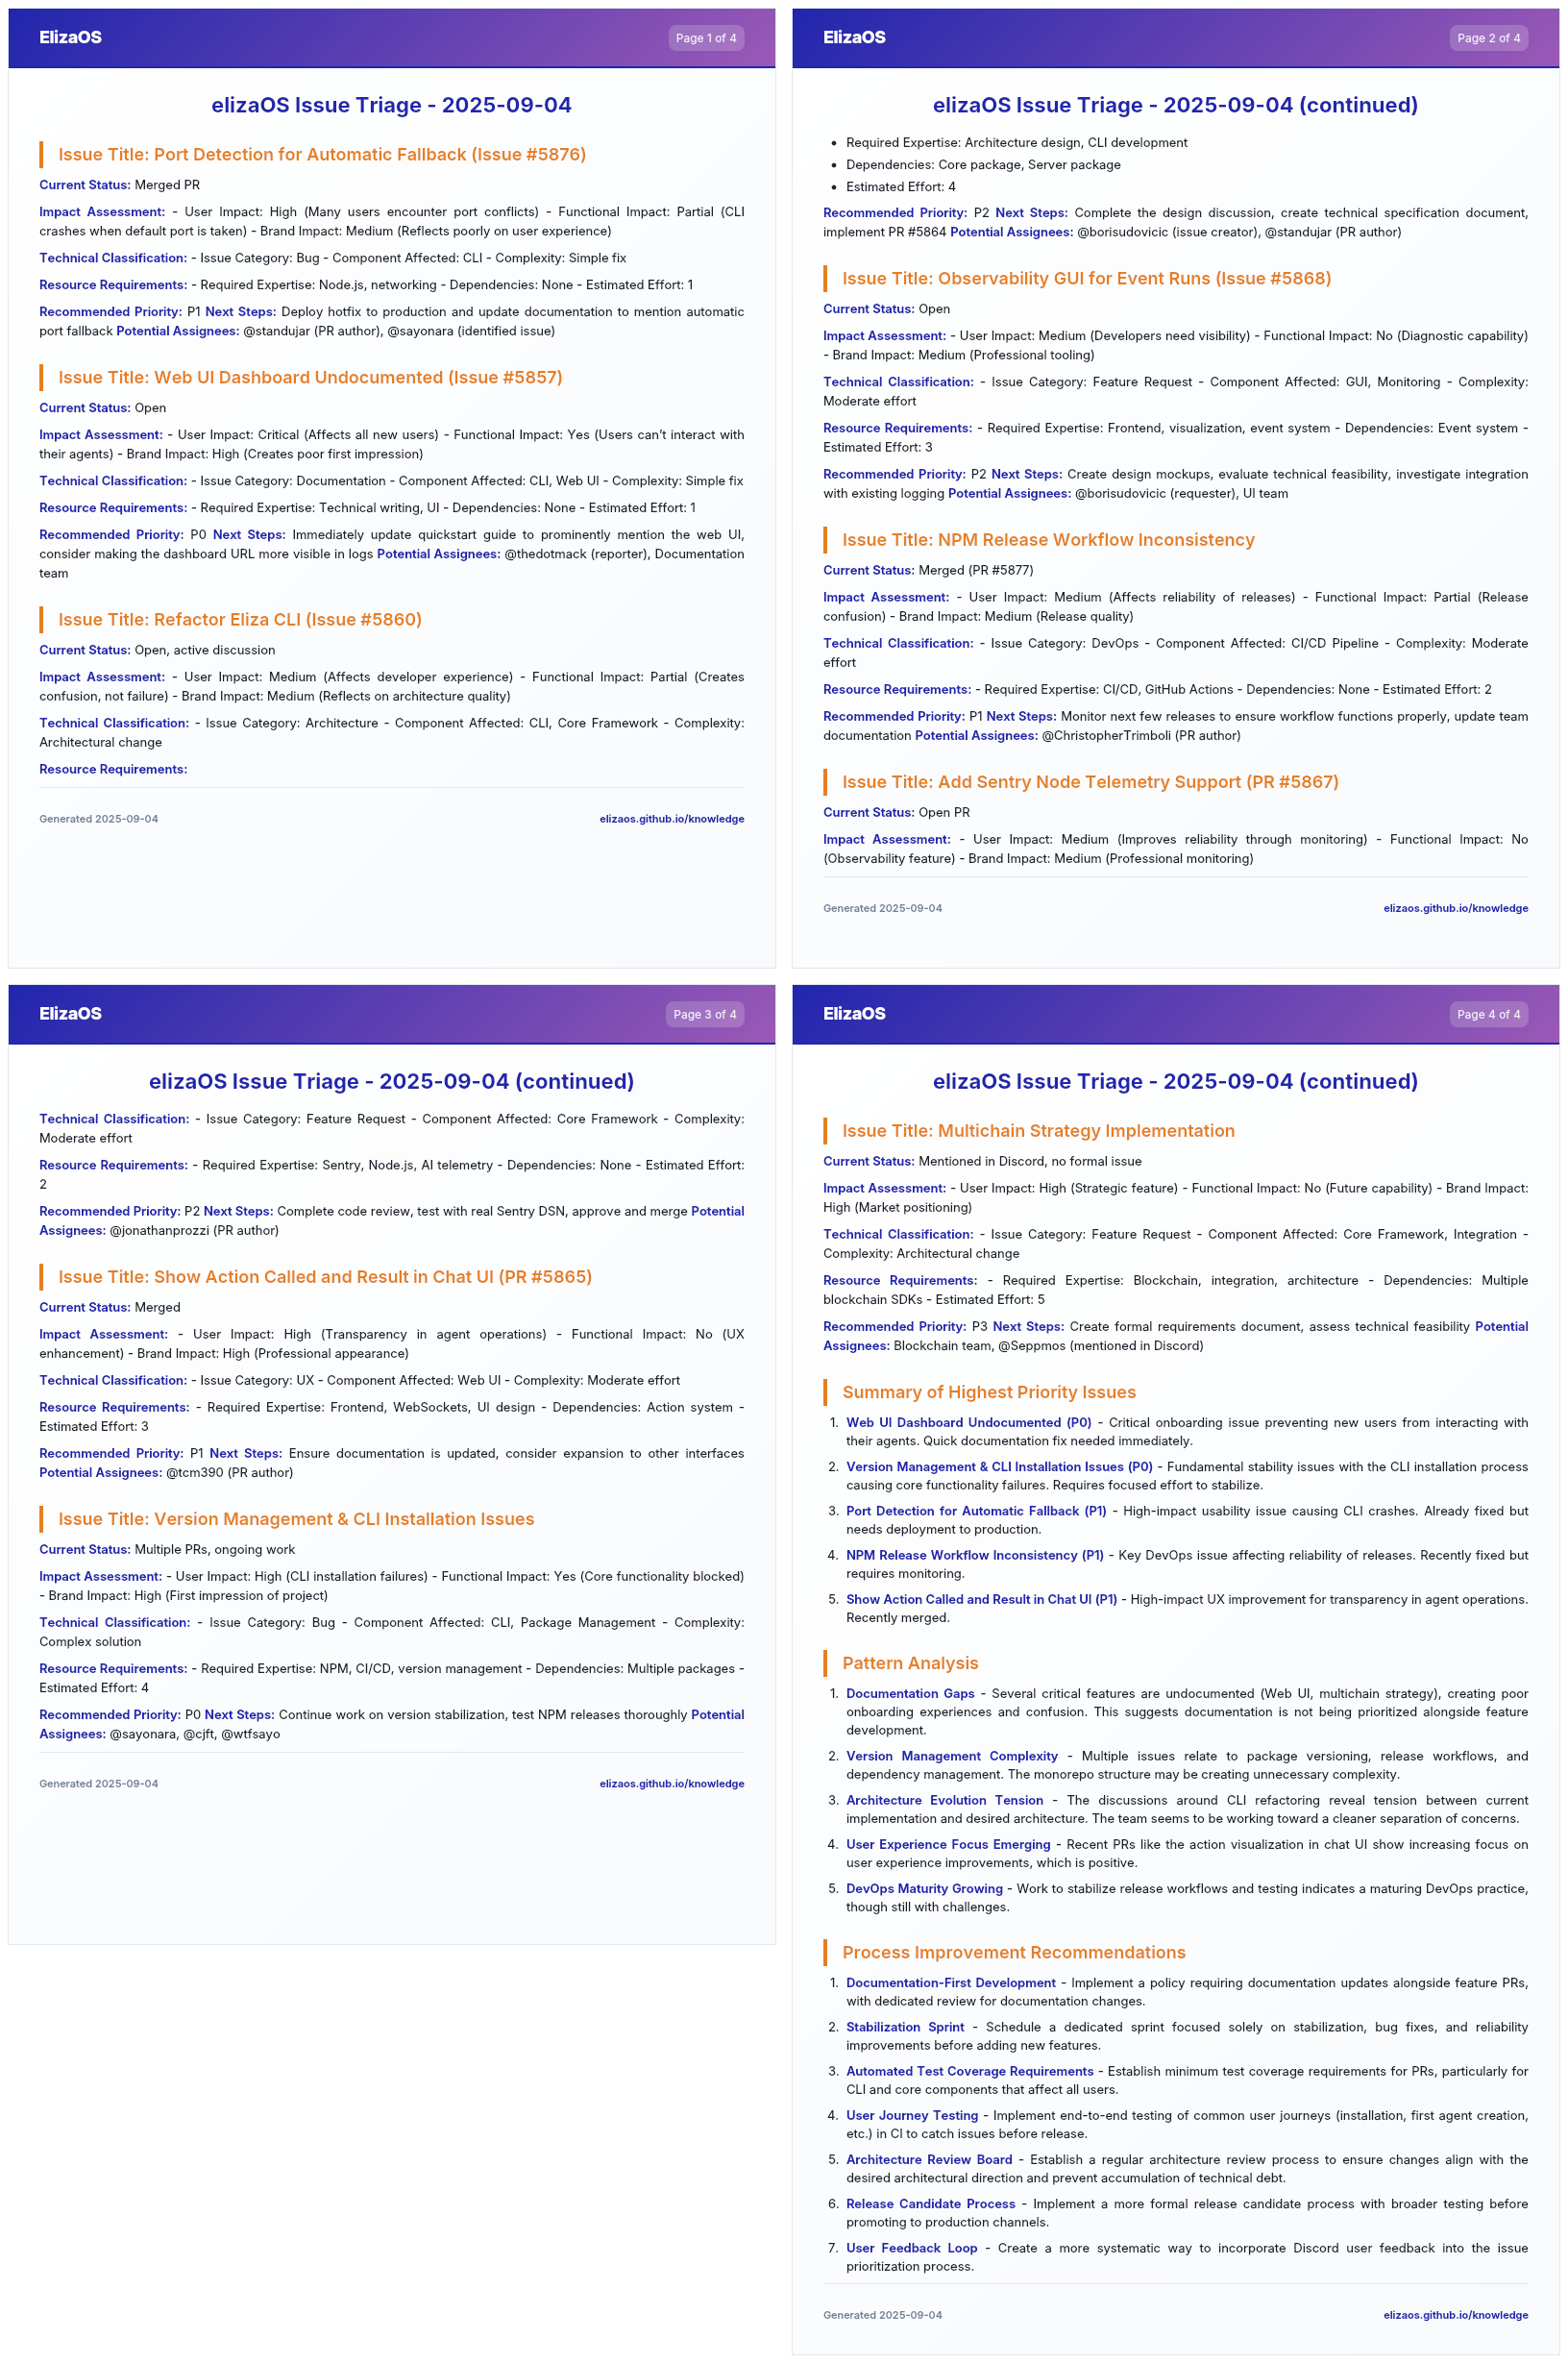 ElizaOS
Page 1 of 4
elizaOS Issue Triage - 2025-09-04
Issue Title: Port Detection for Automatic Fallback (Issue #5876)
Current Status: Merged PR
Impact Assessment: - User Impact: High (Many users encounter port conflicts) - Functional Impact: Partial (CLI
crashes when default port is taken) - Brand Impact: Medium (Reflects poorly on user experience)
Technical Classification: - Issue Category: Bug - Component Affected: CLI - Complexity: Simple fix
Resource Requirements: - Required Expertise: Node.js, networking - Dependencies: None - Estimated Effort: 1
Recommended Priority: P1 Next Steps: Deploy hotfix to production and update documentation to mention automatic
port fallback Potential Assignees: @standujar (PR author), @sayonara (identified issue)
Issue Title: Web UI Dashboard Undocumented (Issue #5857)
Current Status: Open
Impact Assessment: - User Impact: Critical (Affects all new users) - Functional Impact: Yes (Users can’t interact with
their agents) - Brand Impact: High (Creates poor first impression)
Technical Classification: - Issue Category: Documentation - Component Affected: CLI, Web UI - Complexity: Simple fix
Resource Requirements: - Required Expertise: Technical writing, UI - Dependencies: None - Estimated Effort: 1
Recommended Priority: P0 Next Steps: Immediately update quickstart guide to prominently mention the web UI,
consider making the dashboard URL more visible in logs Potential Assignees: @thedotmack (reporter), Documentation
team
Issue Title: Refactor Eliza CLI (Issue #5860)
Current Status: Open, active discussion
Impact Assessment: - User Impact: Medium (Affects developer experience) - Functional Impact: Partial (Creates
confusion, not failure) - Brand Impact: Medium (Reflects on architecture quality)
Technical Classification: - Issue Category: Architecture - Component Affected: CLI, Core Framework - Complexity:
Architectural change
Resource Requirements:
Generated 2025-09-04
elizaos.github.io/knowledge
ElizaOS
Page 2 of 4
elizaOS Issue Triage - 2025-09-04 (continued)
• Required Expertise: Architecture design, CLI development
• Dependencies: Core package, Server package
• Estimated Effort: 4
Recommended Priority: P2 Next Steps: Complete the design discussion, create technical specification document,
implement PR #5864 Potential Assignees: @borisudovicic (issue creator), @standujar (PR author)
Issue Title: Observability GUI for Event Runs (Issue #5868)
Current Status: Open
Impact Assessment: - User Impact: Medium (Developers need visibility) - Functional Impact: No (Diagnostic capability)
- Brand Impact: Medium (Professional tooling)
Technical Classification: - Issue Category: Feature Request - Component Affected: GUI, Monitoring - Complexity:
Moderate effort
Resource Requirements: - Required Expertise: Frontend, visualization, event system - Dependencies: Event system -
Estimated Effort: 3
Recommended Priority: P2 Next Steps: Create design mockups, evaluate technical feasibility, investigate integration
with existing logging Potential Assignees: @borisudovicic (requester), UI team
Issue Title: NPM Release Workflow Inconsistency
Current Status: Merged (PR #5877)
Impact Assessment: - User Impact: Medium (Affects reliability of releases) - Functional Impact: Partial (Release
confusion) - Brand Impact: Medium (Release quality)
Technical Classification: - Issue Category: DevOps - Component Affected: CI/CD Pipeline - Complexity: Moderate
effort
Resource Requirements: - Required Expertise: CI/CD, GitHub Actions - Dependencies: None - Estimated Effort: 2
Recommended Priority: P1 Next Steps: Monitor next few releases to ensure workflow functions properly, update team
documentation Potential Assignees: @ChristopherTrimboli (PR author)
Issue Title: Add Sentry Node Telemetry Support (PR #5867)
Current Status: Open PR
Impact Assessment: - User Impact: Medium (Improves reliability through monitoring) - Functional Impact: No
(Observability feature) - Brand Impact: Medium (Professional monitoring)
Generated 2025-09-04
elizaos.github.io/knowledge
ElizaOS
Page 3 of 4
elizaOS Issue Triage - 2025-09-04 (continued)
Technical Classification: - Issue Category: Feature Request - Component Affected: Core Framework - Complexity:
Moderate effort
Resource Requirements: - Required Expertise: Sentry, Node.js, AI telemetry - Dependencies: None - Estimated Effort:
2
Recommended Priority: P2 Next Steps: Complete code review, test with real Sentry DSN, approve and merge Potential
Assignees: @jonathanprozzi (PR author)
Issue Title: Show Action Called and Result in Chat UI (PR #5865)
Current Status: Merged
Impact Assessment: - User Impact: High (Transparency in agent operations) - Functional Impact: No (UX
enhancement) - Brand Impact: High (Professional appearance)
Technical Classification: - Issue Category: UX - Component Affected: Web UI - Complexity: Moderate effort
Resource Requirements: - Required Expertise: Frontend, WebSockets, UI design - Dependencies: Action system -
Estimated Effort: 3
Recommended Priority: P1 Next Steps: Ensure documentation is updated, consider expansion to other interfaces
Potential Assignees: @tcm390 (PR author)
Issue Title: Version Management & CLI Installation Issues
Current Status: Multiple PRs, ongoing work
Impact Assessment: - User Impact: High (CLI installation failures) - Functional Impact: Yes (Core functionality blocked)
- Brand Impact: High (First impression of project)
Technical Classification: - Issue Category: Bug - Component Affected: CLI, Package Management - Complexity:
Complex solution
Resource Requirements: - Required Expertise: NPM, CI/CD, version management - Dependencies: Multiple packages -
Estimated Effort: 4
Recommended Priority: P0 Next Steps: Continue work on version stabilization, test NPM releases thoroughly Potential
Assignees: @sayonara, @cjft, @wtfsayo
Generated 2025-09-04
elizaos.github.io/knowledge
ElizaOS
Page 4 of 4
elizaOS Issue Triage - 2025-09-04 (continued)
Issue Title: Multichain Strategy Implementation
Current Status: Mentioned in Discord, no formal issue
Impact Assessment: - User Impact: High (Strategic feature) - Functional Impact: No (Future capability) - Brand Impact:
High (Market positioning)
Technical Classification: - Issue Category: Feature Request - Component Affected: Core Framework, Integration -
Complexity: Architectural change
Resource Requirements: - Required Expertise: Blockchain, integration, architecture - Dependencies: Multiple
blockchain SDKs - Estimated Effort: 5
Recommended Priority: P3 Next Steps: Create formal requirements document, assess technical feasibility Potential
Assignees: Blockchain team, @Seppmos (mentioned in Discord)
Summary of Highest Priority Issues
1. Web UI Dashboard Undocumented (P0) - Critical onboarding issue preventing new users from interacting with
their agents. Quick documentation fix needed immediately.
2. Version Management & CLI Installation Issues (P0) - Fundamental stability issues with the CLI installation process
causing core functionality failures. Requires focused effort to stabilize.
3. Port Detection for Automatic Fallback (P1) - High-impact usability issue causing CLI crashes. Already fixed but
needs deployment to production.
4. NPM Release Workflow Inconsistency (P1) - Key DevOps issue affecting reliability of releases. Recently fixed but
requires monitoring.
5. Show Action Called and Result in Chat UI (P1) - High-impact UX improvement for transparency in agent operations.
Recently merged.
Pattern Analysis
1. Documentation Gaps - Several critical features are undocumented (Web UI, multichain strategy), creating poor
onboarding experiences and confusion. This suggests documentation is not being prioritized alongside feature
development.
2. Version Management Complexity - Multiple issues relate to package versioning, release workflows, and
dependency management. The monorepo structure may be creating unnecessary complexity.
3. Architecture Evolution Tension - The discussions around CLI refactoring reveal tension between current
implementation and desired architecture. The team seems to be working toward a cleaner separation of concerns.
4. User Experience Focus Emerging - Recent PRs like the action visualization in chat UI show increasing focus on
user experience improvements, which is positive.
5. DevOps Maturity Growing - Work to stabilize release workflows and testing indicates a maturing DevOps practice,
though still with challenges.
Process Improvement Recommendations
1. Documentation-First Development - Implement a policy requiring documentation updates alongside feature PRs,
with dedicated review for documentation changes.
2. Stabilization Sprint - Schedule a dedicated sprint focused solely on stabilization, bug fixes, and reliability
improvements before adding new features.
3. Automated Test Coverage Requirements - Establish minimum test coverage requirements for PRs, particularly for
CLI and core components that affect all users.
4. User Journey Testing - Implement end-to-end testing of common user journeys (installation, first agent creation,
etc.) in CI to catch issues before release.
5. Architecture Review Board - Establish a regular architecture review process to ensure changes align with the
desired architectural direction and prevent accumulation of technical debt.
6. Release Candidate Process - Implement a more formal release candidate process with broader testing before
promoting to production channels.
7. User Feedback Loop - Create a more systematic way to incorporate Discord user feedback into the issue
prioritization process.
Generated 2025-09-04
elizaos.github.io/knowledge